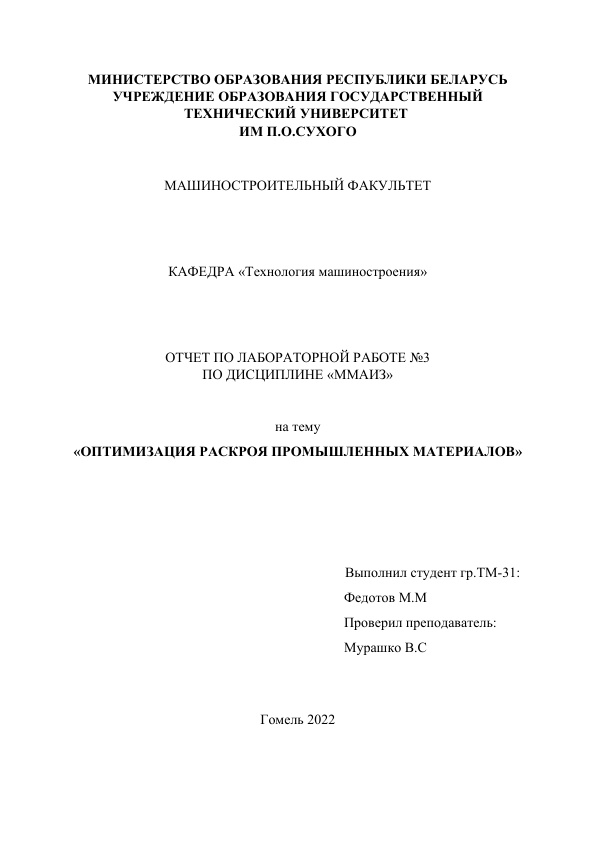 МИНИСТЕРСТВО ОБРАЗОВАНИЯ РЕСПУБЛИКИ БЕЛАРУСЬ
УЧРЕЖДЕНИЕ ОБРАЗОВАНИЯ ГОСУДАРСТВЕННЫЙ
ТЕХНИЧЕСКИЙ УНИВЕРСИТЕТ
ИМ П.О.СУХОГО
МАШИНОСТРОИТЕЛЬНЫЙ ФАКУЛЬТЕТ
КАФЕДРА «Технология машиностроения»
ОТЧЕТ ПО ЛАБОРАТОРНОЙ РАБОТЕ №3
ПО ДИСЦИПЛИНЕ «ММАИЗ»
на тему
«ОПТИМИЗАЦИЯ РАСКРОЯ ПРОМЫШЛЕННЫХ МАТЕРИАЛОВ»
Выполнил студент гр.ТМ-31:
Федотов М.М
Проверил преподаватель:
Мурашко В.С
Гомель 2022